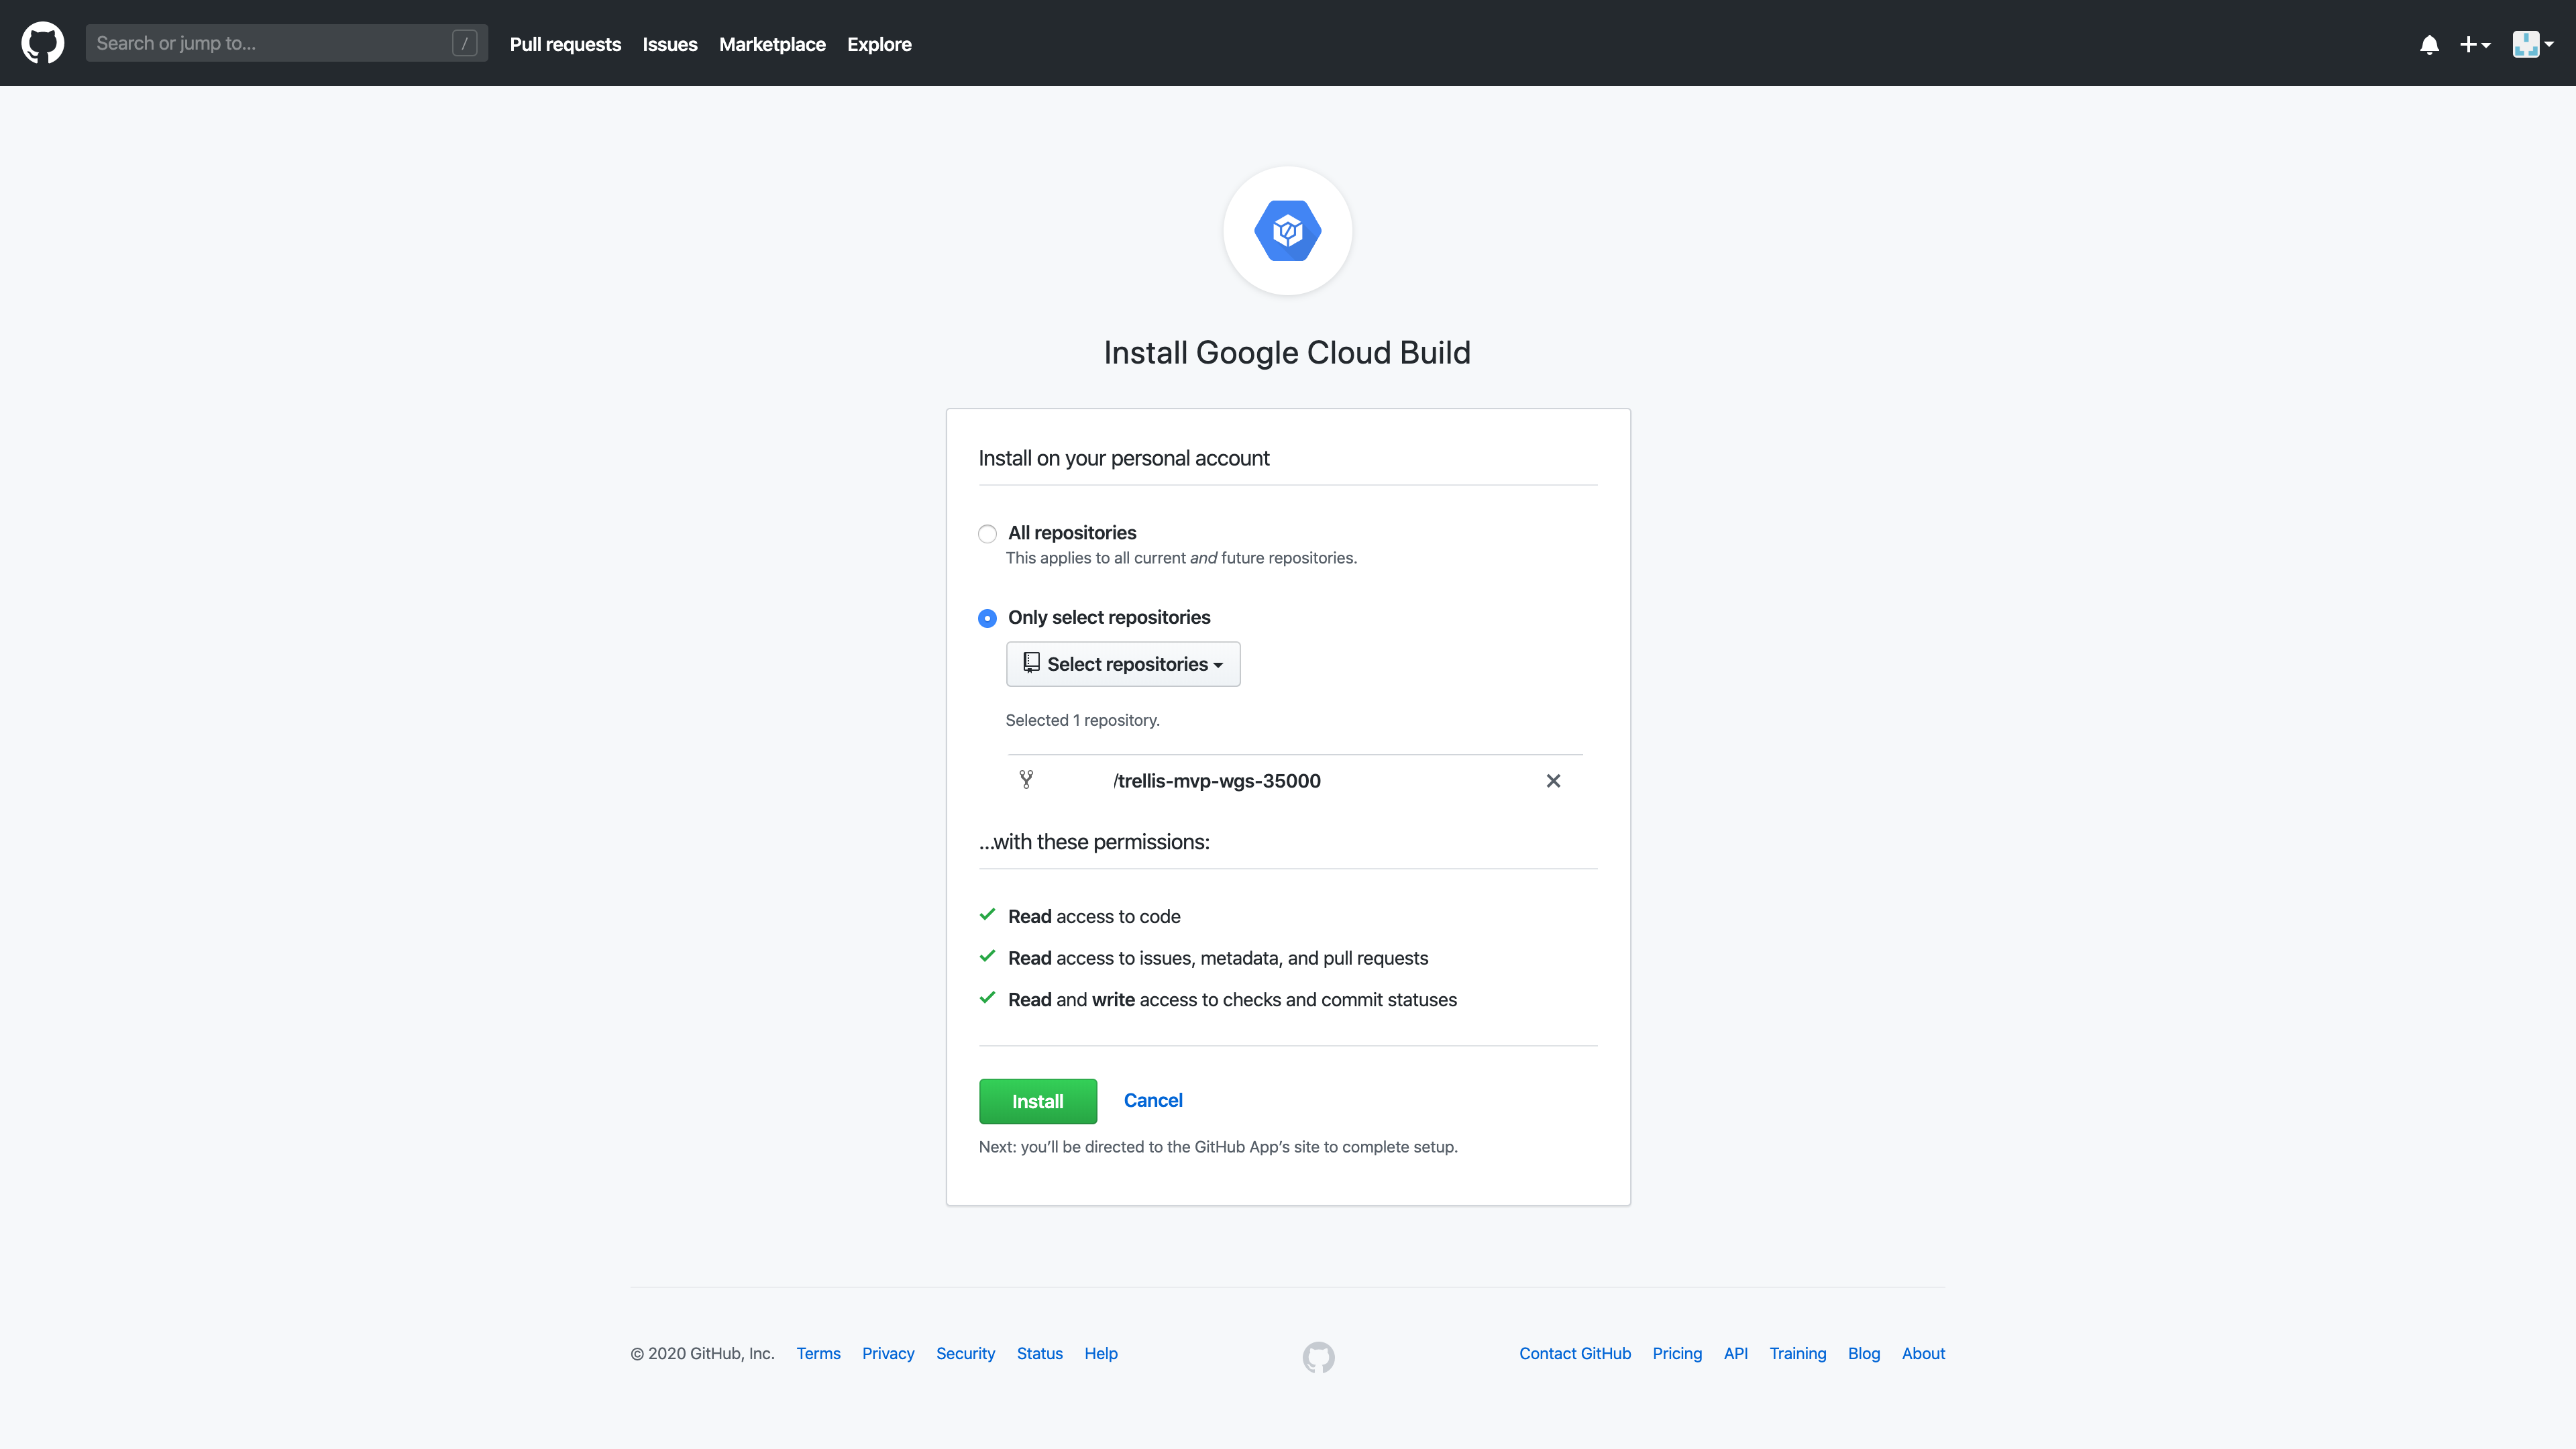 Search or jump to... /
Pull requests Issues Marketplace Explore
Install Google Cloud Build
Install on your personal account
All repositories
This applies to all current and future repositories.
Only select repositories
Select repositories
Selected 1 repository.
/trellis-mvp-wgs-35000
...with these permissions:
Read access to code
Read access to issues, metadata, and pull requests
Read and write access to checks and commit statuses
Install Cancel
Next: you’ll be directed to the GitHub App’s site to complete setup.
© 2020 GitHub, Inc. Terms Privacy Security Status Help Contact GitHub Pricing API Training Blog About